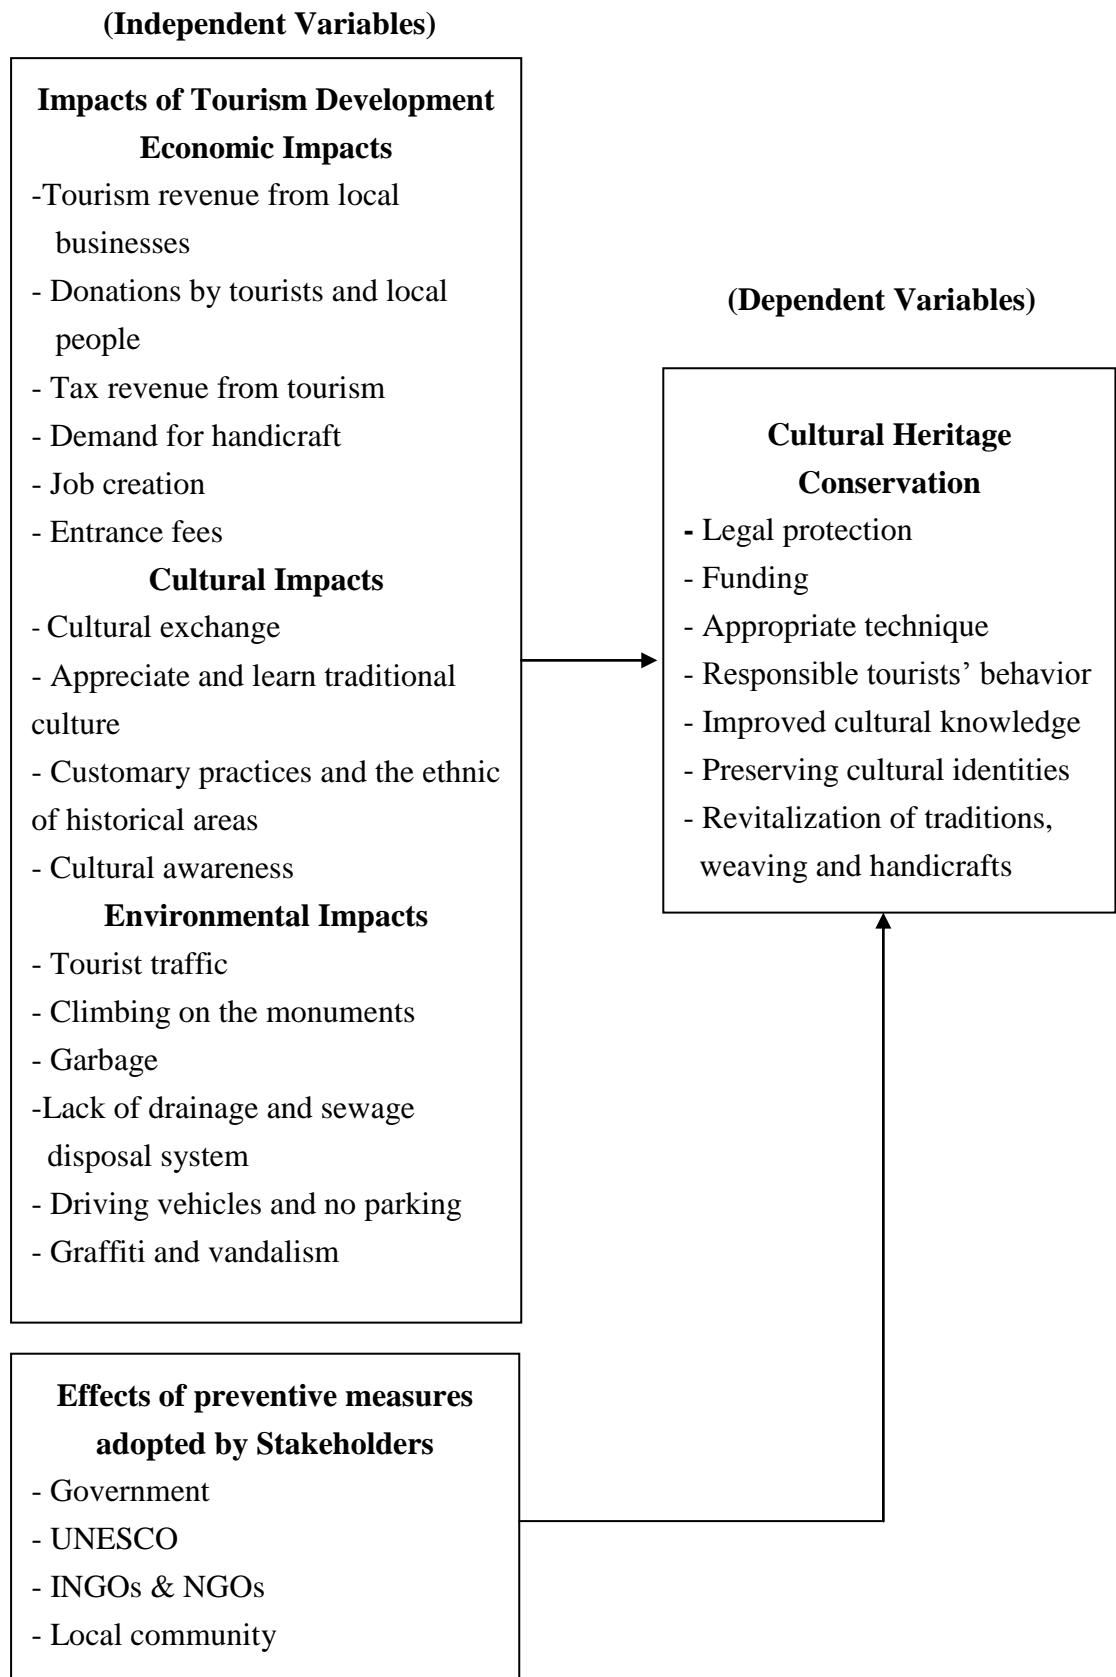 (Independent Variables)
Impacts of Tourism Development
Economic Impacts
-Tourism revenue from local
businesses
- Donations by tourists and local
people
- Tax revenue from tourism
- Demand for handicraft
- Job creation
- Entrance fees
Cultural Impacts
- Cultural exchange
- Appreciate and learn traditional
culture
- Customary practices and the ethnic
of historical areas
- Cultural awareness
Environmental Impacts
- Tourist traffic
- Climbing on the monuments
- Garbage
-Lack of drainage and sewage
disposal system
- Driving vehicles and no parking
- Graffiti and vandalism
Effects of preventive measures
adopted by Stakeholders
- Government
- UNESCO
- INGOs & NGOs
- Local community
(Dependent Variables)
Cultural Heritage
Conservation
- Legal protection
- Funding
- Appropriate technique
- Responsible tourists’ behavior
- Improved cultural knowledge
- Preserving cultural identities
- Revitalization of traditions,
weaving and handicrafts